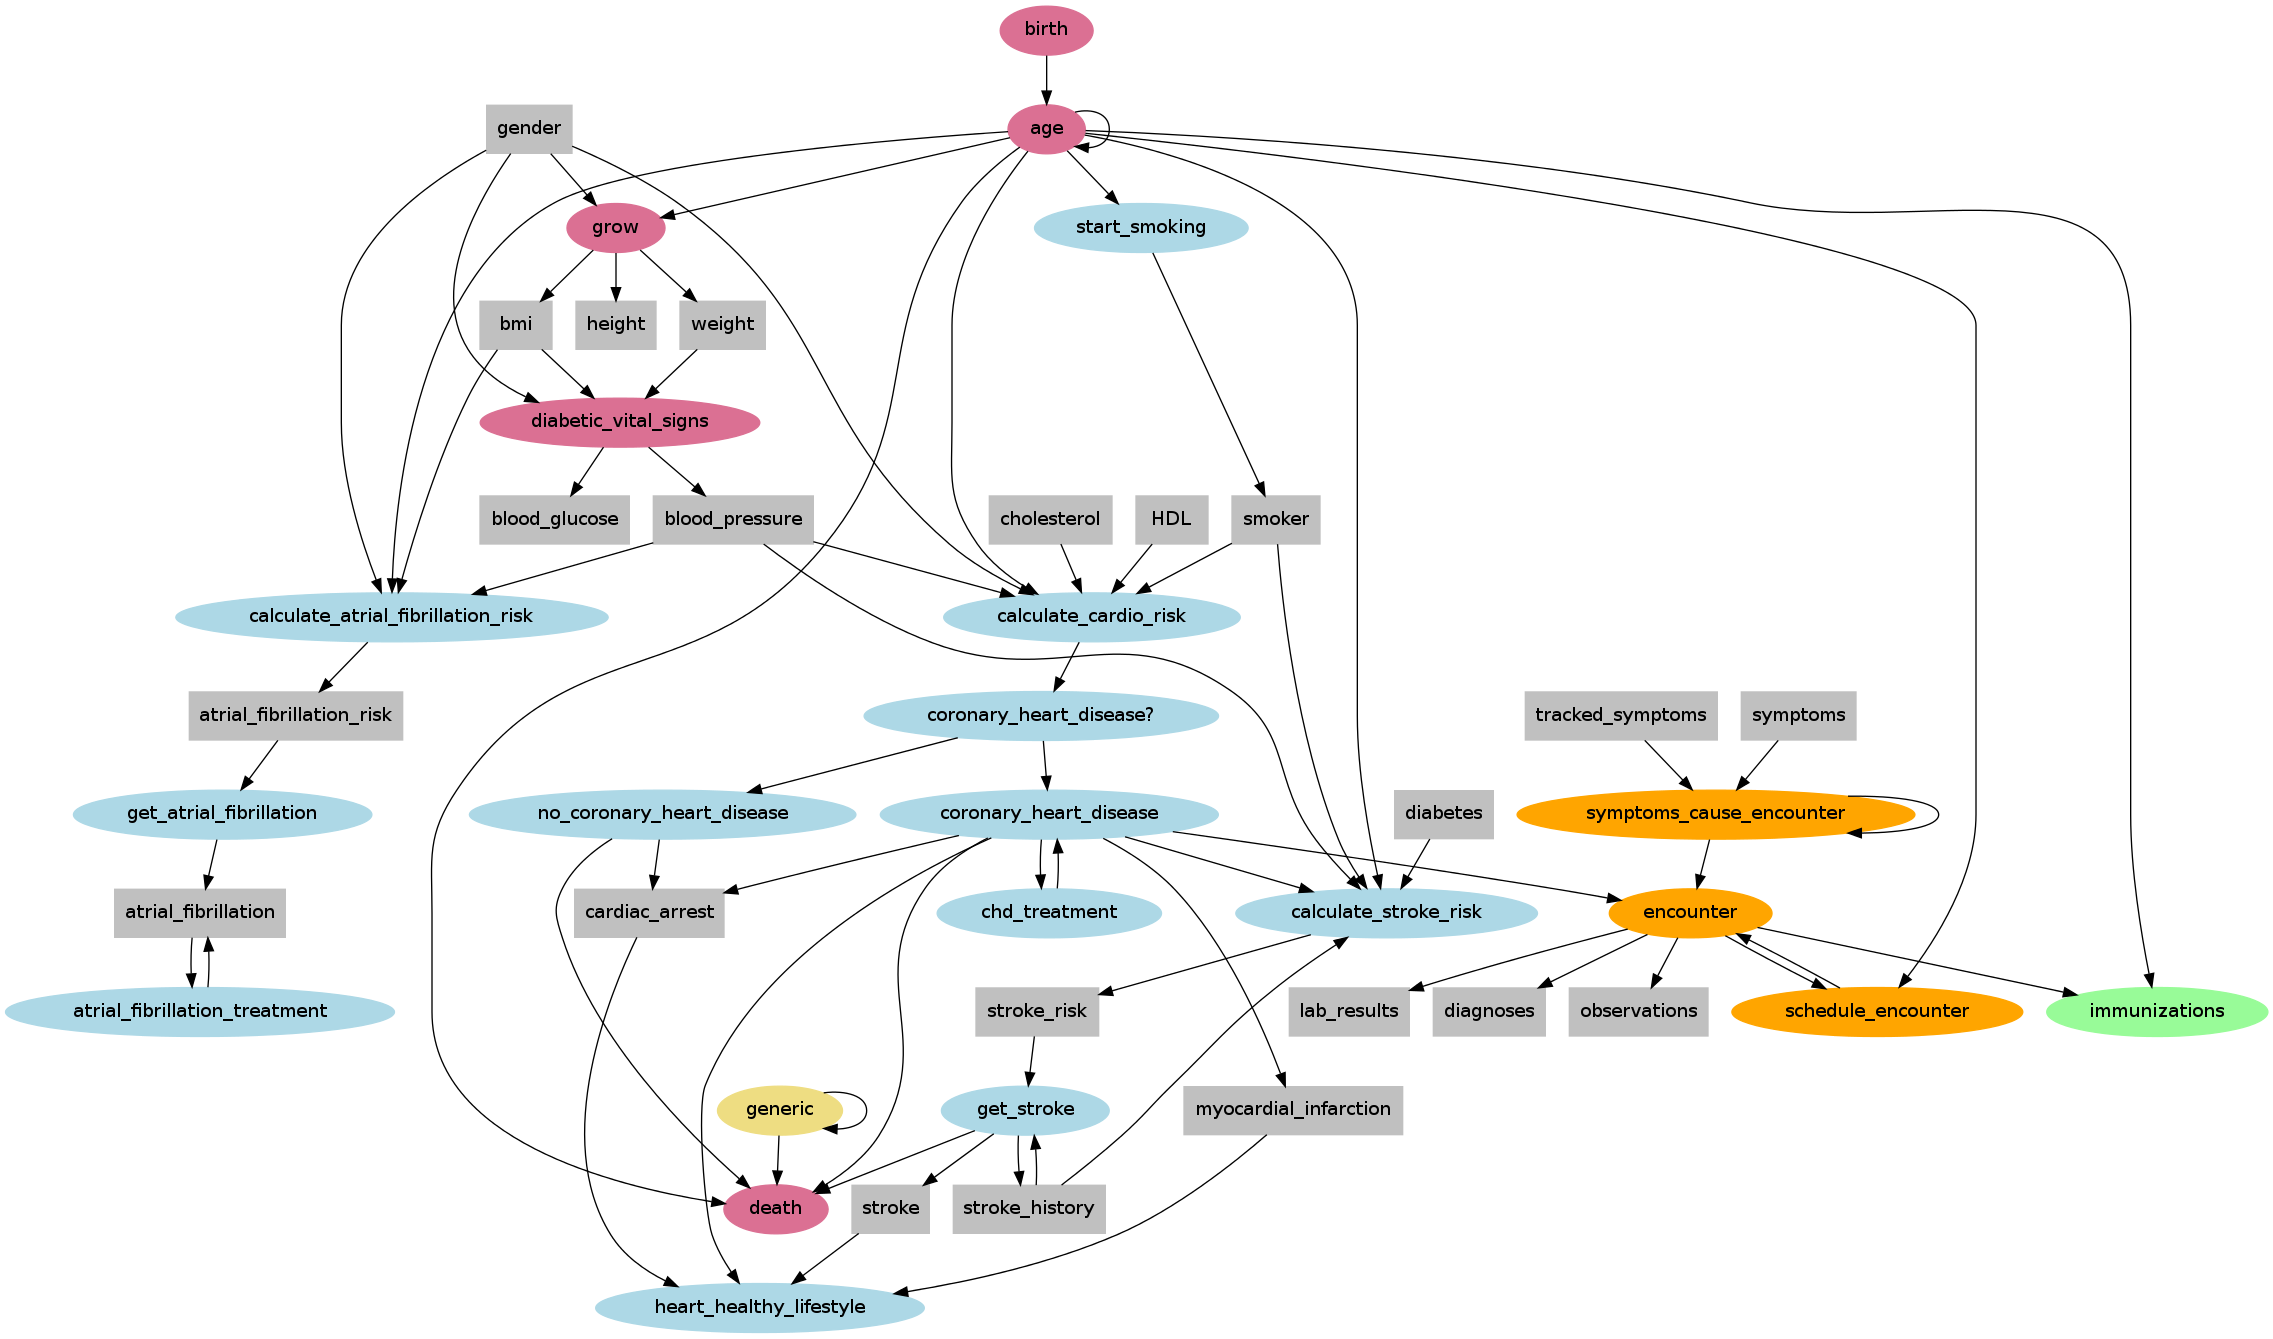 birth
gender
age
grow
start_smoking
bmi
height
weight
diabetic_vital_signs
blood_glucose
blood_pressure
cholesterol
HDL
smoker
calculate_atrial_fibrillation_risk
calculate_cardio_risk
atrial_fibrillation_risk
coronary_heart_disease?
tracked_symptoms
symptoms
get_atrial_fibrillation
no_coronary_heart_disease
coronary_heart_disease
diabetes
symptoms_cause_encounter
atrial_fibrillation
cardiac_arrest
chd_treatment
calculate_stroke_risk
encounter
atrial_fibrillation_treatment
stroke_risk
lab_results
diagnoses
observations
schedule_encounter
immunizations
generic
get_stroke
myocardial_infarction
death
stroke
stroke_history
heart_healthy_lifestyle